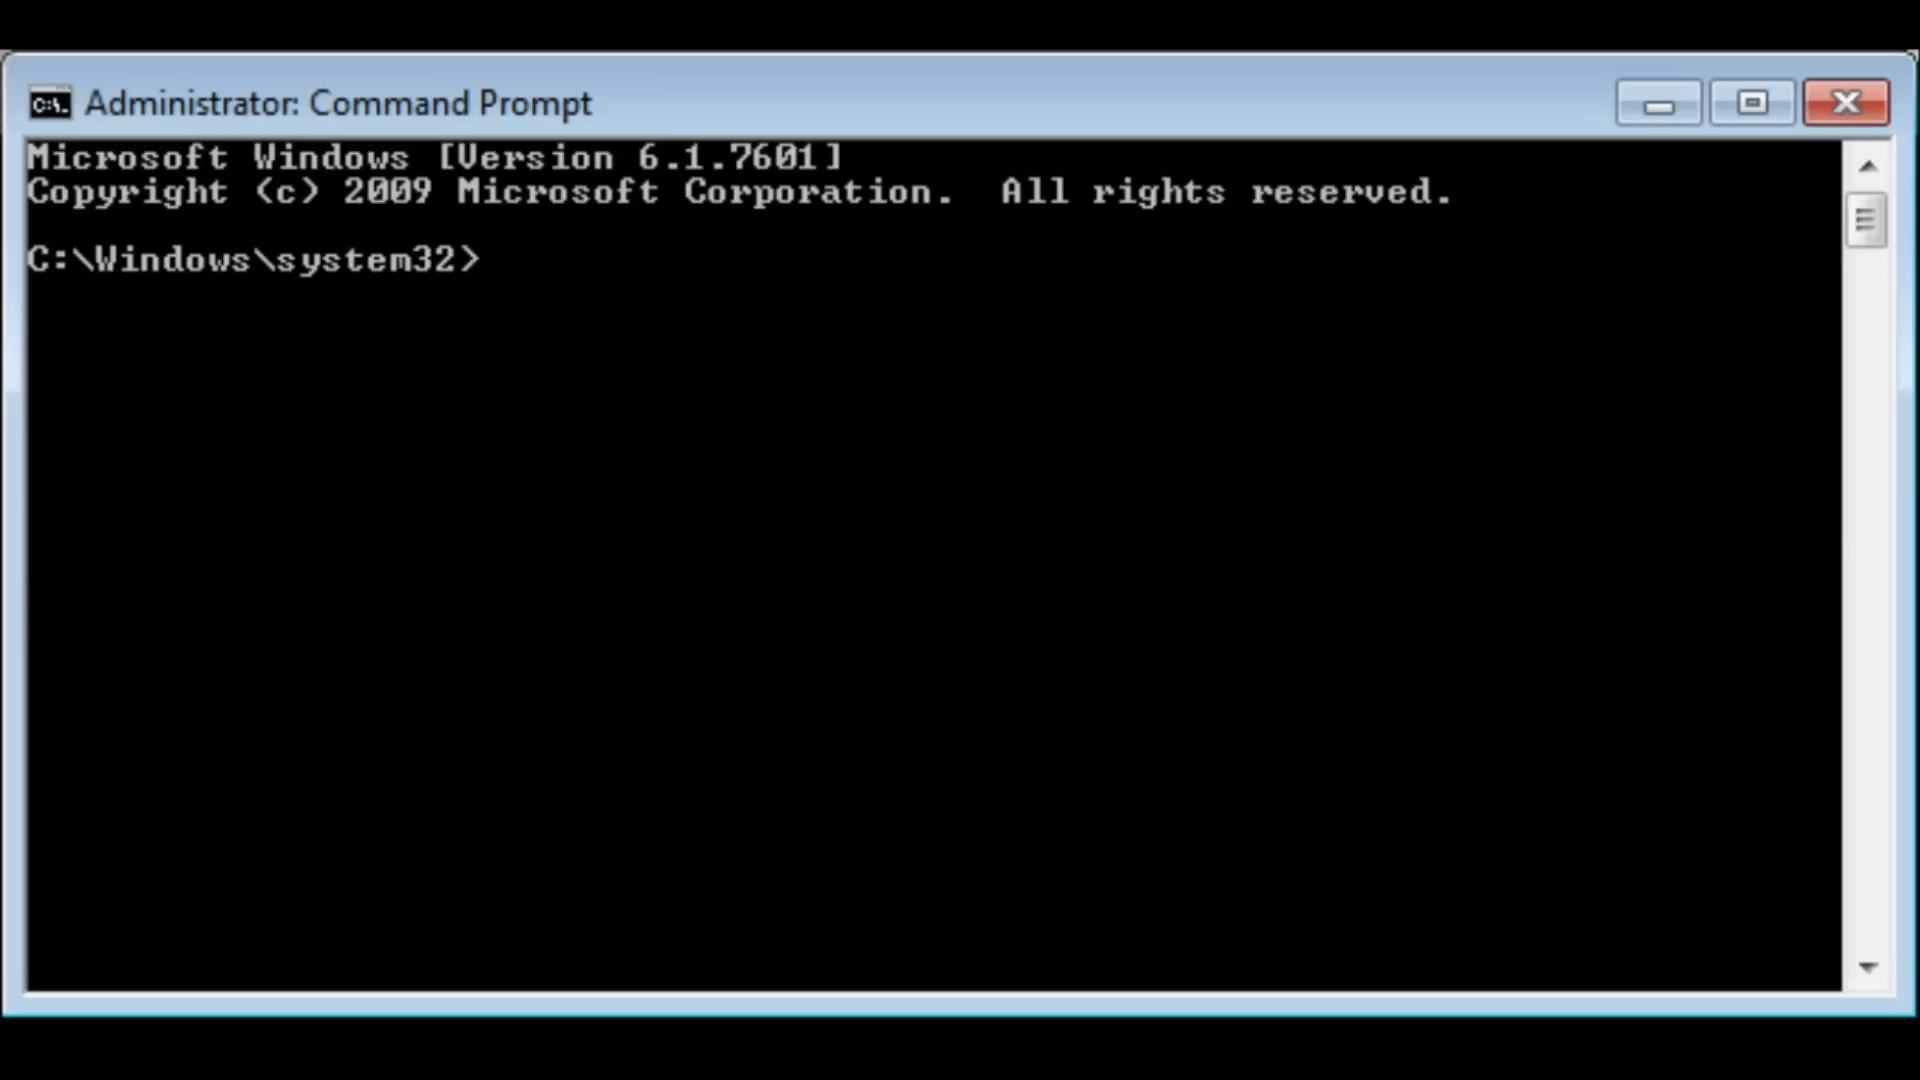 C:\. Administrator: Command Prompt
Microsoft Windows [Version 6.1.7601]
Copyright (c) 2009 Microsoft Corporation.  All rights reserved.
C:\Windows\system32>